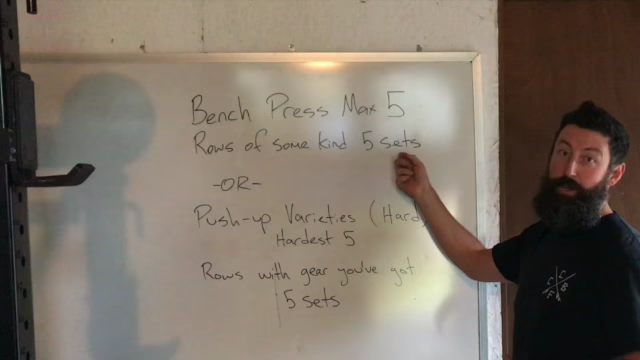 Bench Press Max 5
Rows of some kind 5 sets
-OR-
Push-up Varieties (Hard)
Hardest 5
Rows with gear you've got
5 sets